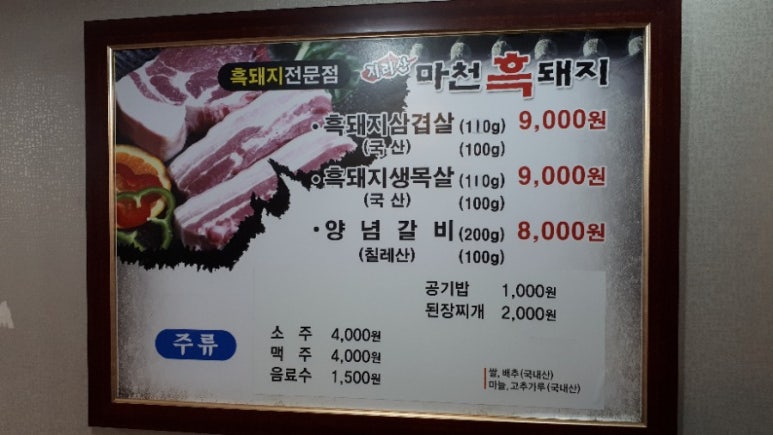 흑돼지전문점 지리산 마천 흑돼지
• 흑돼지삼겹살 (110g) 9,000원
(국 산) (100g)
• 흑돼지생목살 (110g) 9,000원
(국 산) (100g)
• 양 념 갈 비 (200g) 8,000원
(칠레산) (100g)
공기밥 1,000원
된장찌개 2,000원
주류
소 주 4,000원
맥 주 4,000원
음료수 1,500원
쌀, 배추(국내산)
마늘, 고추가루(국내산)